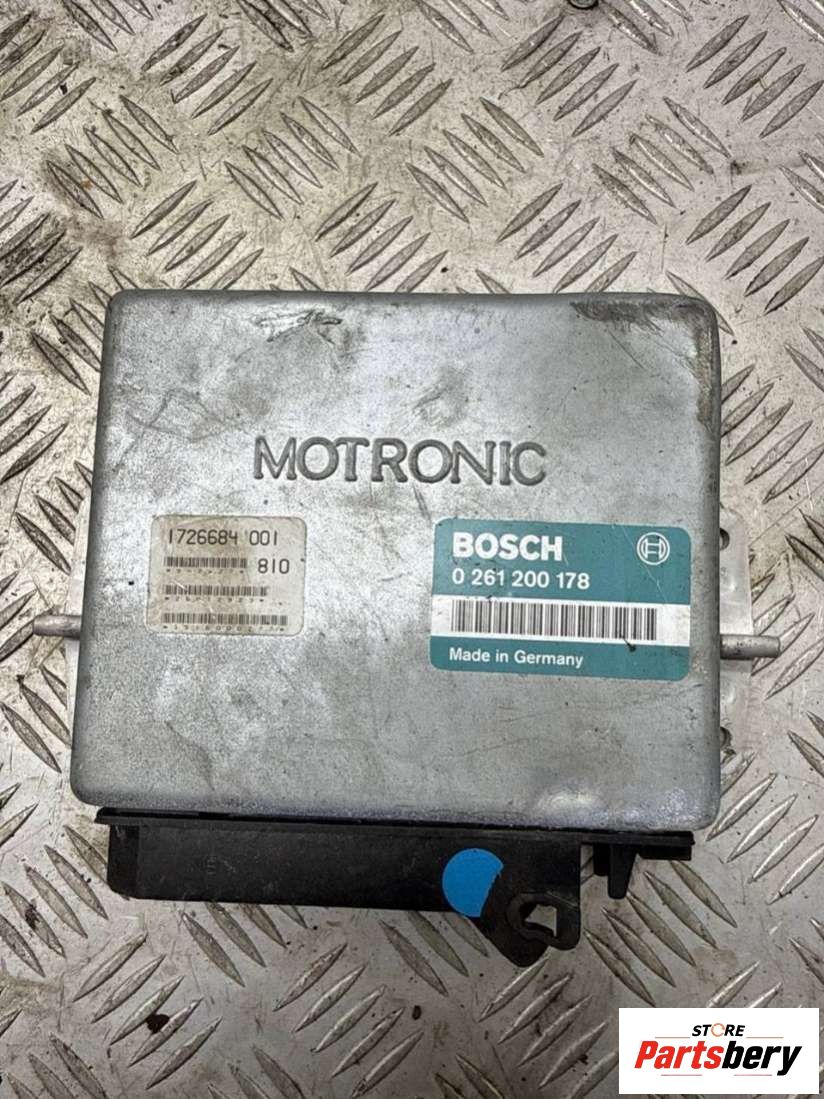 MOTRONIC
1726684 001
810
BOSCH
0 261 200 178
Made in Germany
STORE
Partsbery